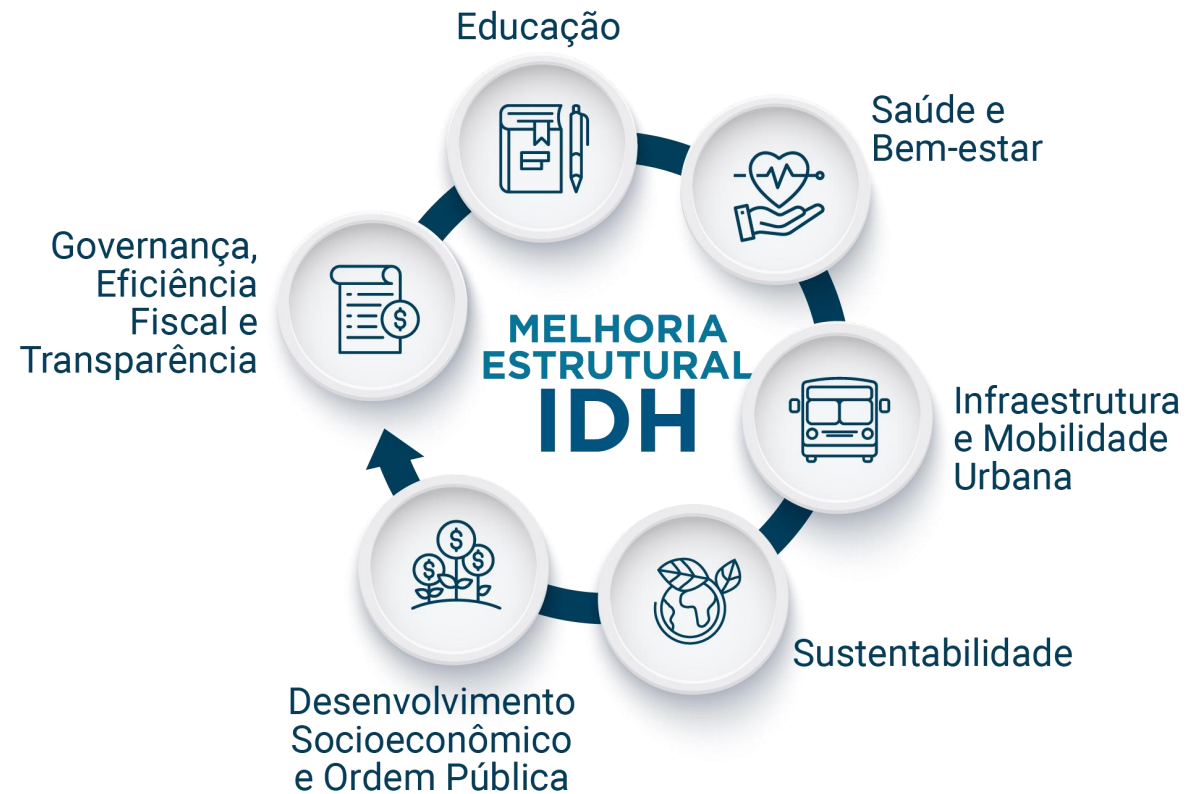 Educação
Saúde e
Bem-estar
Governança,
Eficiência
Fiscal e
Transparência
MELHORIA
ESTRUTURAL
IDH
Infraestrutura
e Mobilidade
Urbana
Sustentabilidade
Desenvolvimento
Socioeconômico
e Ordem Pública